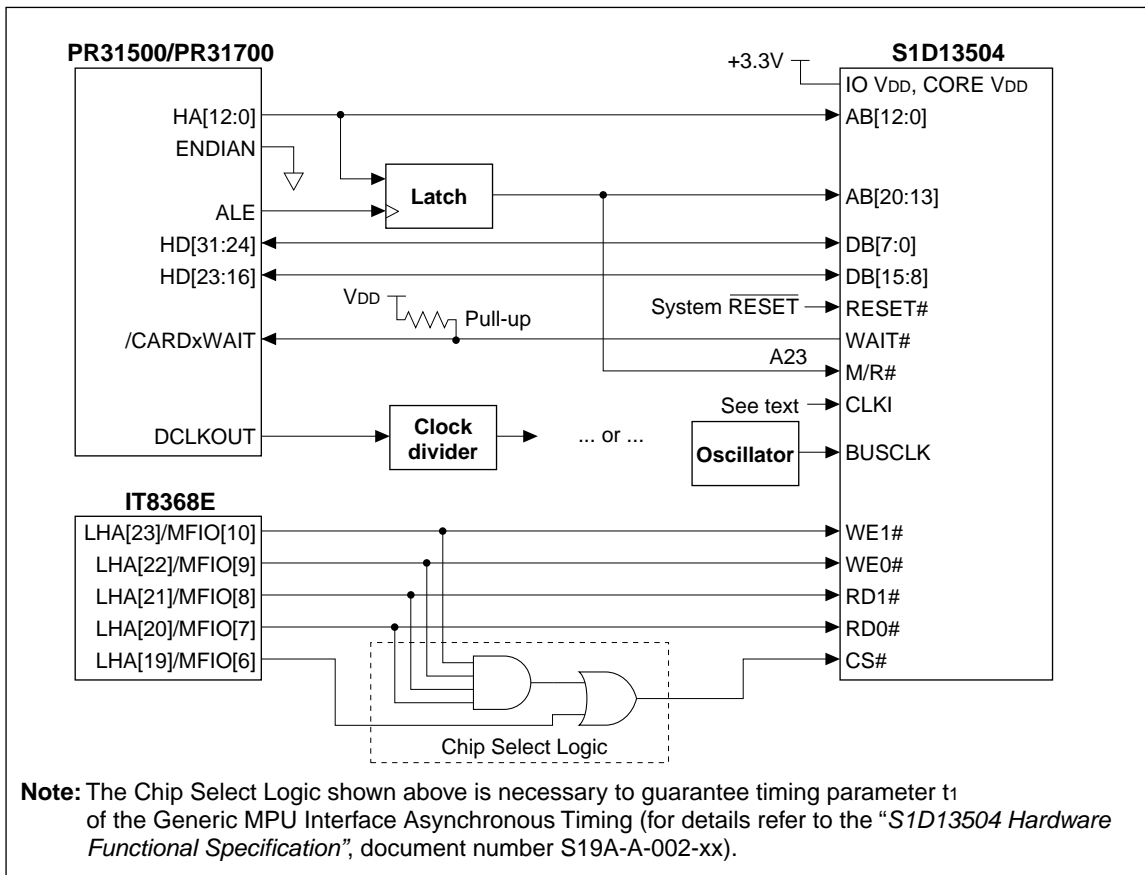 PR31500/PR31700
S1D13504
+3.3V
IO VDD, CORE VDD
HA[12:0]
AB[12:0]
ENDIAN
Latch
AB[20:13]
ALE
HD[31:24]
DB[7:0]
HD[23:16]
DB[15:8]
VDD
System RESET
RESET#
Pull-up
/CARDxWAIT
WAIT#
A23
M/R#
See text
CLKI
DCLKOUT
Clock
divider
... or ...
Oscillator
BUSCLK
IT8368E
LHA[23]/MFIO[10]
WE1#
LHA[22]/MFIO[9]
WE0#
LHA[21]/MFIO[8]
RD1#
LHA[20]/MFIO[7]
RD0#
LHA[19]/MFIO[6]
CS#
Chip Select Logic
Note: The Chip Select Logic shown above is necessary to guarantee timing parameter t1
of the Generic MPU Interface Asynchronous Timing (for details refer to the “S1D13504 Hardware
Functional Specification”, document number S19A-A-002-xx).